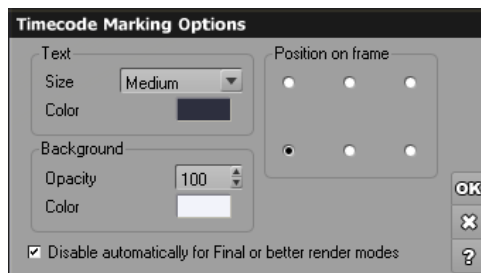 Timecode Marking Options
Text
Size Medium
Color
Position on frame
Background
Opacity 100
Color
Disable automatically for Final or better render modes
OK
?